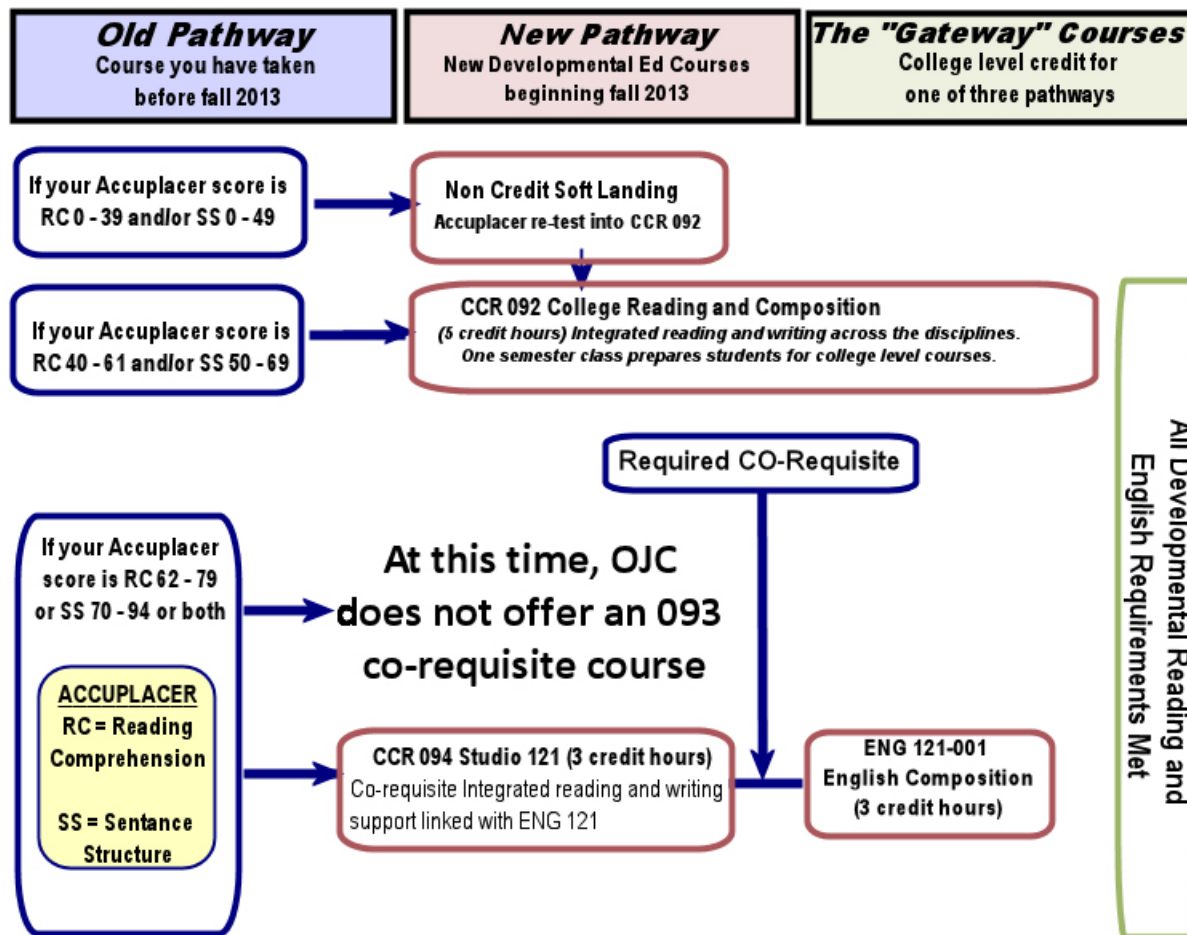 Old Pathway
Course you have taken
before fall 2013
New Pathway
New Developmental Ed Courses
beginning fall 2013
The "Gateway" Courses
College level credit for
one of three pathways
If your Accuplacer score is
RC 0 - 39 and/or SS 0 - 49
Non Credit Soft Landing
Accuplacer re-test into CCR 092
If your Accuplacer score is
RC 40 - 61 and/or SS 50 - 69
CCR 092 College Reading and Composition
(5 credit hours) Integrated reading and writing across the disciplines.
One semester class prepares students for college level courses.
Required CO-Requisite
If your Accuplacer
score is RC 62 - 79
or SS 70 - 94 or both
At this time, OJC
does not offer an 093
co-requisite course
ACCUPLACER
RC = Reading
Comprehension
SS = Sentance
Structure
CCR 094 Studio 121 (3 credit hours)
Co-requisite Integrated reading and writing
support linked with ENG 121
ENG 121-001
English Composition
(3 credit hours)
All Developmental Reading and
English Requirements Met